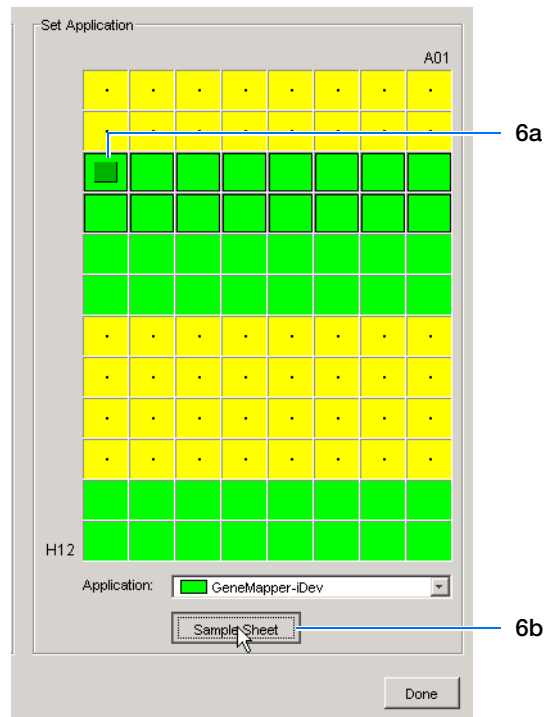 Set Application
A01
6a
H12
Application: GeneMapper-iDev
Sample Sheet
6b
Done